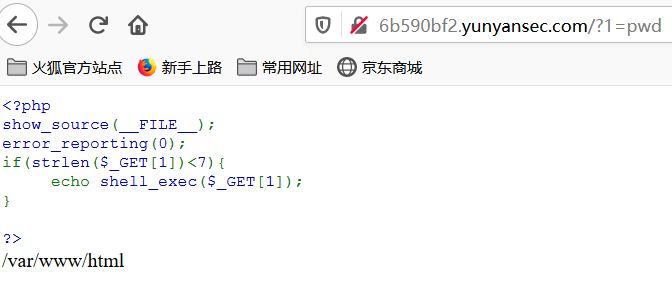 6b590bf2.yunyansec.com/?1=pwd
火狐官方站点 新手上路 常用网址 京东商城
<?php
show_source(__FILE__);
error_reporting(0);
if(strlen($_GET[1])<7){
     echo shell_exec($_GET[1]);
}
?>
/var/www/html